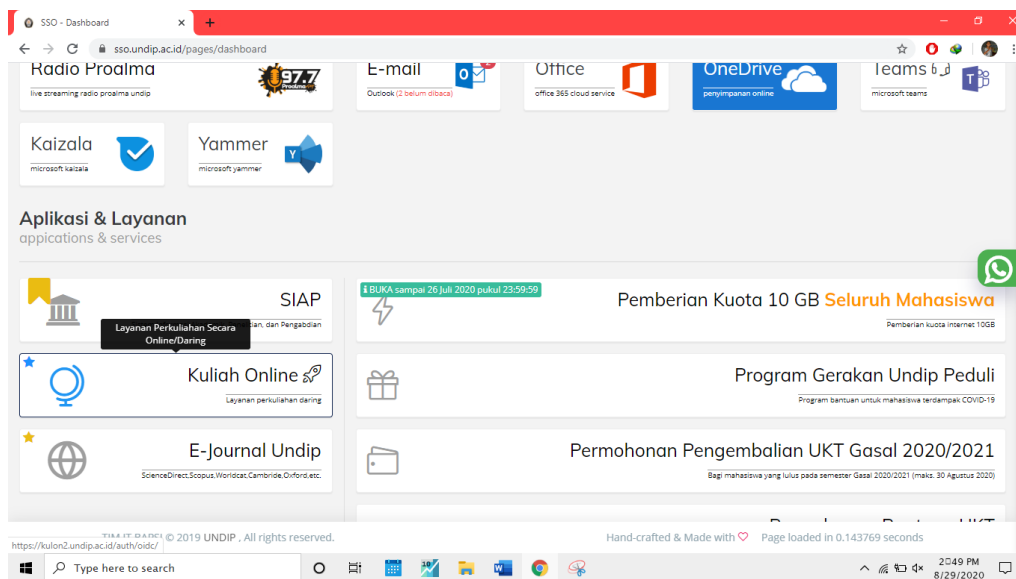 SSO - Dashboard
sso.undip.ac.id/pages/dashboard
Radio Proalma
live streaming radio proalma undip
97.7
E-mail
Outlook (2 belum dibaca)
Office
office 365 cloud service
OneDrive
penyimpanan online
Teams
microsoft teams
Kaizala
microsoft kaizala
Yammer
microsoft yammer
Aplikasi & Layanan
appications & services
SIAP
dan Pengabdian
Layanan Perkuliahan Secara
Online/Daring
Kuliah Online
Layanan perkuliahan daring
E-Journal Undip
ScienceDirect,Scopus,Worldcat,Cambride,Oxford,etc.
BUKA sampai 26 Juli 2020 pukul 23:59:59
Pemberian Kuota 10 GB Seluruh Mahasiswa
Pemberian kuota internet 10GB
Program Gerakan Undip Peduli
Program bantuan untuk mahasiswa terdampak COVID-19
Permohonan Pengembalian UKT Gasal 2020/2021
Bagi mahasiswa yang lulus pada semester Gasal 2020/2021 (maks. 30 Agustus 2020)
© 2019 UNDIP , All rights reserved.
Hand-crafted & Made with
Page loaded in 0.143769 seconds
https://kulon2.undip.ac.id/auth/oidc/
Type here to search
2:49 PM
8/29/2020